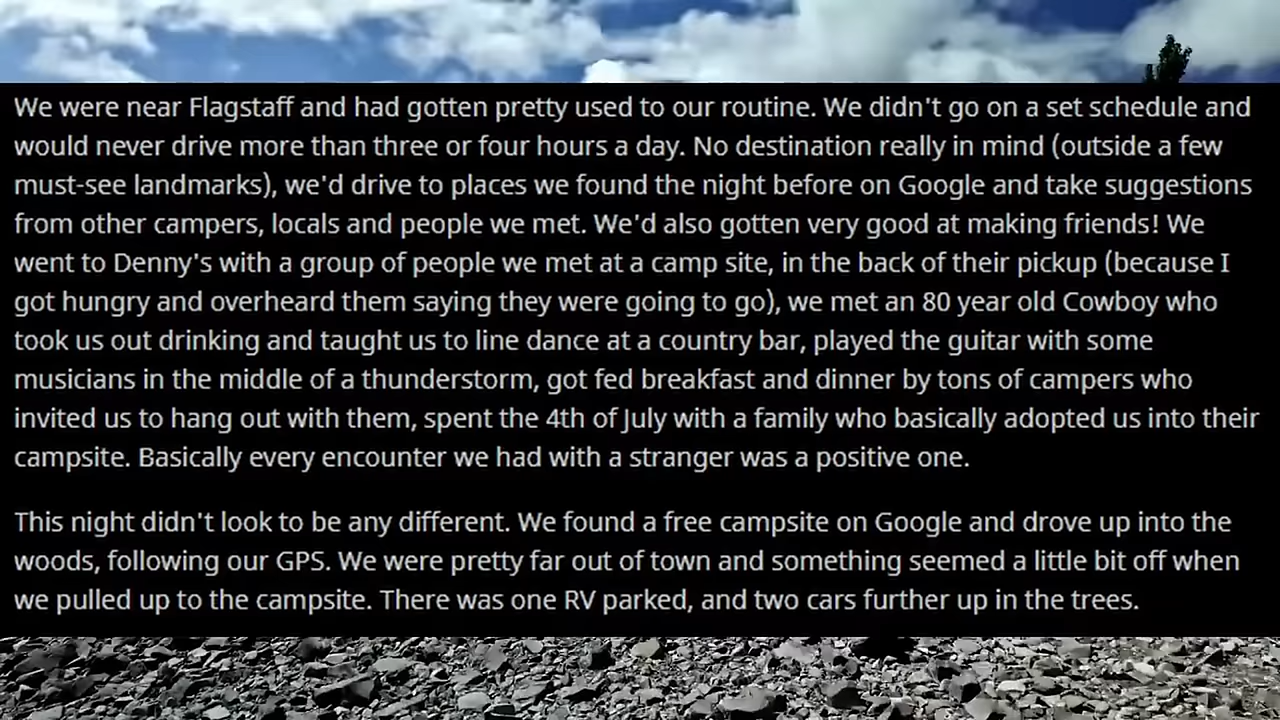 We were near Flagstaff and had gotten pretty used to our routine. We didn't go on a set schedule and
would never drive more than three or four hours a day. No destination really in mind (outside a few
must-see landmarks), we'd drive to places we found the night before on Google and take suggestions
from other campers, locals and people we met. We'd also gotten very good at making friends! We
went to Denny's with a group of people we met at a camp site, in the back of their pickup (because I
got hungry and overheard them saying they were going to go), we met an 80 year old Cowboy who
took us out drinking and taught us to line dance at a country bar, played the guitar with some
musicians in the middle of a thunderstorm, got fed breakfast and dinner by tons of campers who
invited us to hang out with them, spent the 4th of July with a family who basically adopted us into their
campsite. Basically every encounter we had with a stranger was a positive one.
This night didn't look to be any different. We found a free campsite on Google and drove up into the
woods, following our GPS. We were pretty far out of town and something seemed a little bit off when
we pulled up to the campsite. There was one RV parked, and two cars further up in the trees.